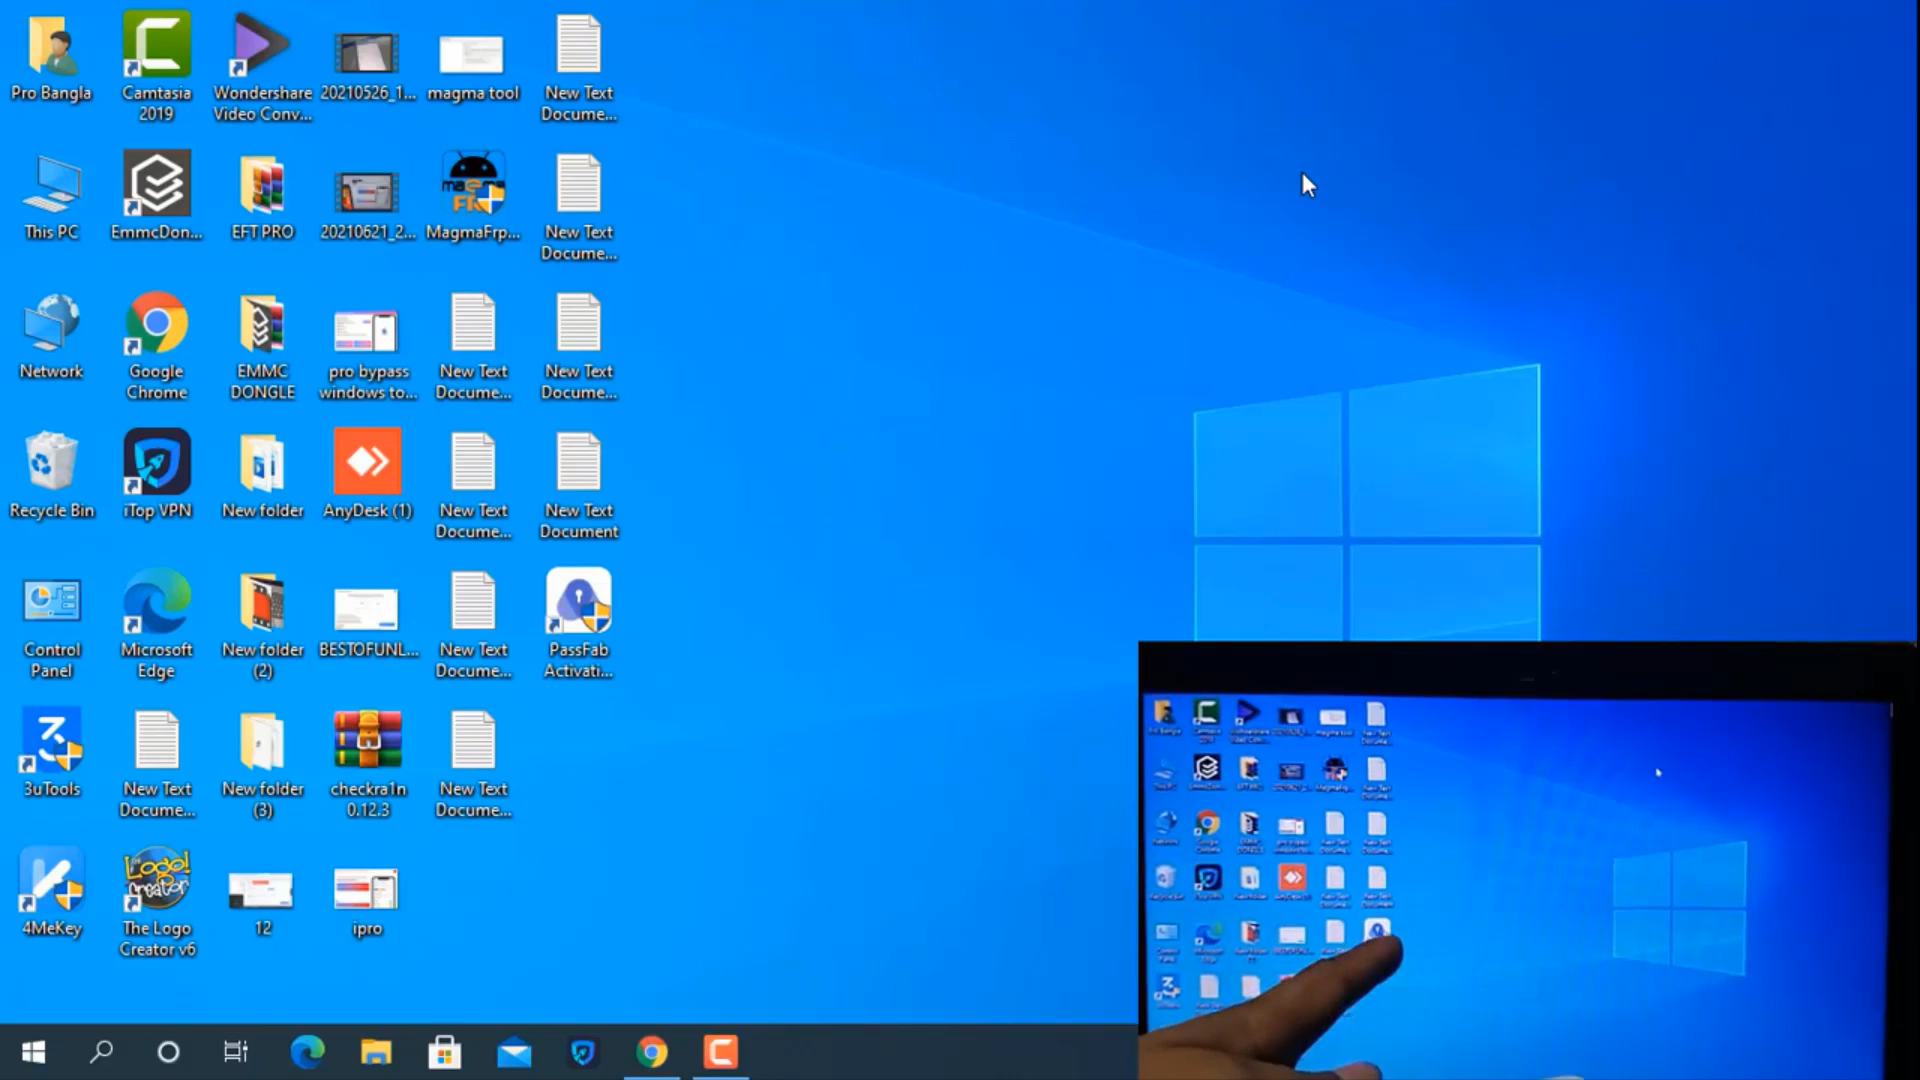 Pro Bangla
Camtasia
2019
Wondershare
Video Conv...
20210526_1...
magma tool
New Text
Docume...
This PC
EmmcDon...
EFT PRO
20210621_2...
MagmaFrp...
New Text
Docume...
Network
Google
Chrome
EMMC
DONGLE
pro bypass
windows to...
New Text
Docume...
New Text
Docume...
Recycle Bin
iTop VPN
New folder
AnyDesk (1)
New Text
Docume...
New Text
Document
Control
Panel
Microsoft
Edge
New folder
(2)
BESTOFUNL...
New Text
Docume...
PassFab
Activati...
3uTools
New Text
Docume...
New folder
(3)
checkra1n
0.12.3
New Text
Docume...
4MeKey
The Logo
Creator v6
12
ipro